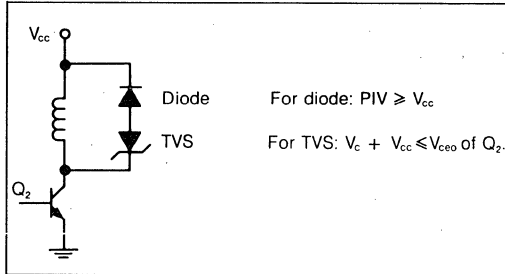 Vcc
Diode
For diode: PIV ≥ Vcc
TVS
For TVS: Vc + Vcc ≤ Vceo of Q2.
Q2